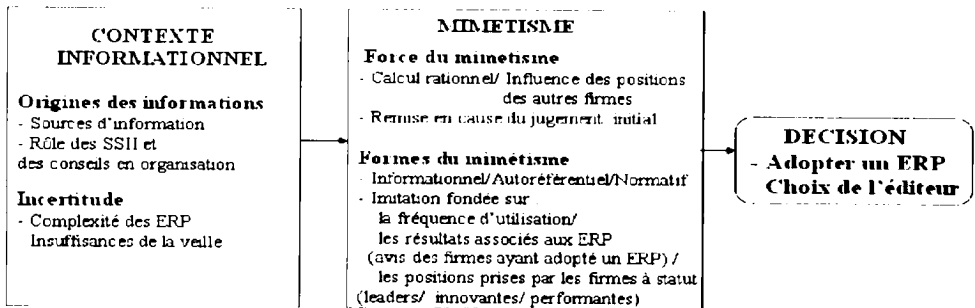 CONTEXTE
INFORMATIONNEL
Origines des informations
- Sources d'information
- Rôle des SSII et
des conseils en organisation
Incertitude
- Complexité des ERP
Insuffisances de la veille
MIMETISME
Force du mimetisme
- Calcul rationnel/ Influence des positions
des autres firmes
- Remise en cause du jugement initial
Formes du mimétisme
- Informationnel/Autoréférentiel/Normatif
- Imitation fondée sur
la fréquence d'utilisation/
les résultats associés aux ERP
(avis des firmes ayant adopté un ERP) /
les positions prises par les firmes à statut
(leaders/ innovantes/ performantes)
DECISION
- Adopter un ERP
Choix de l'éditeur